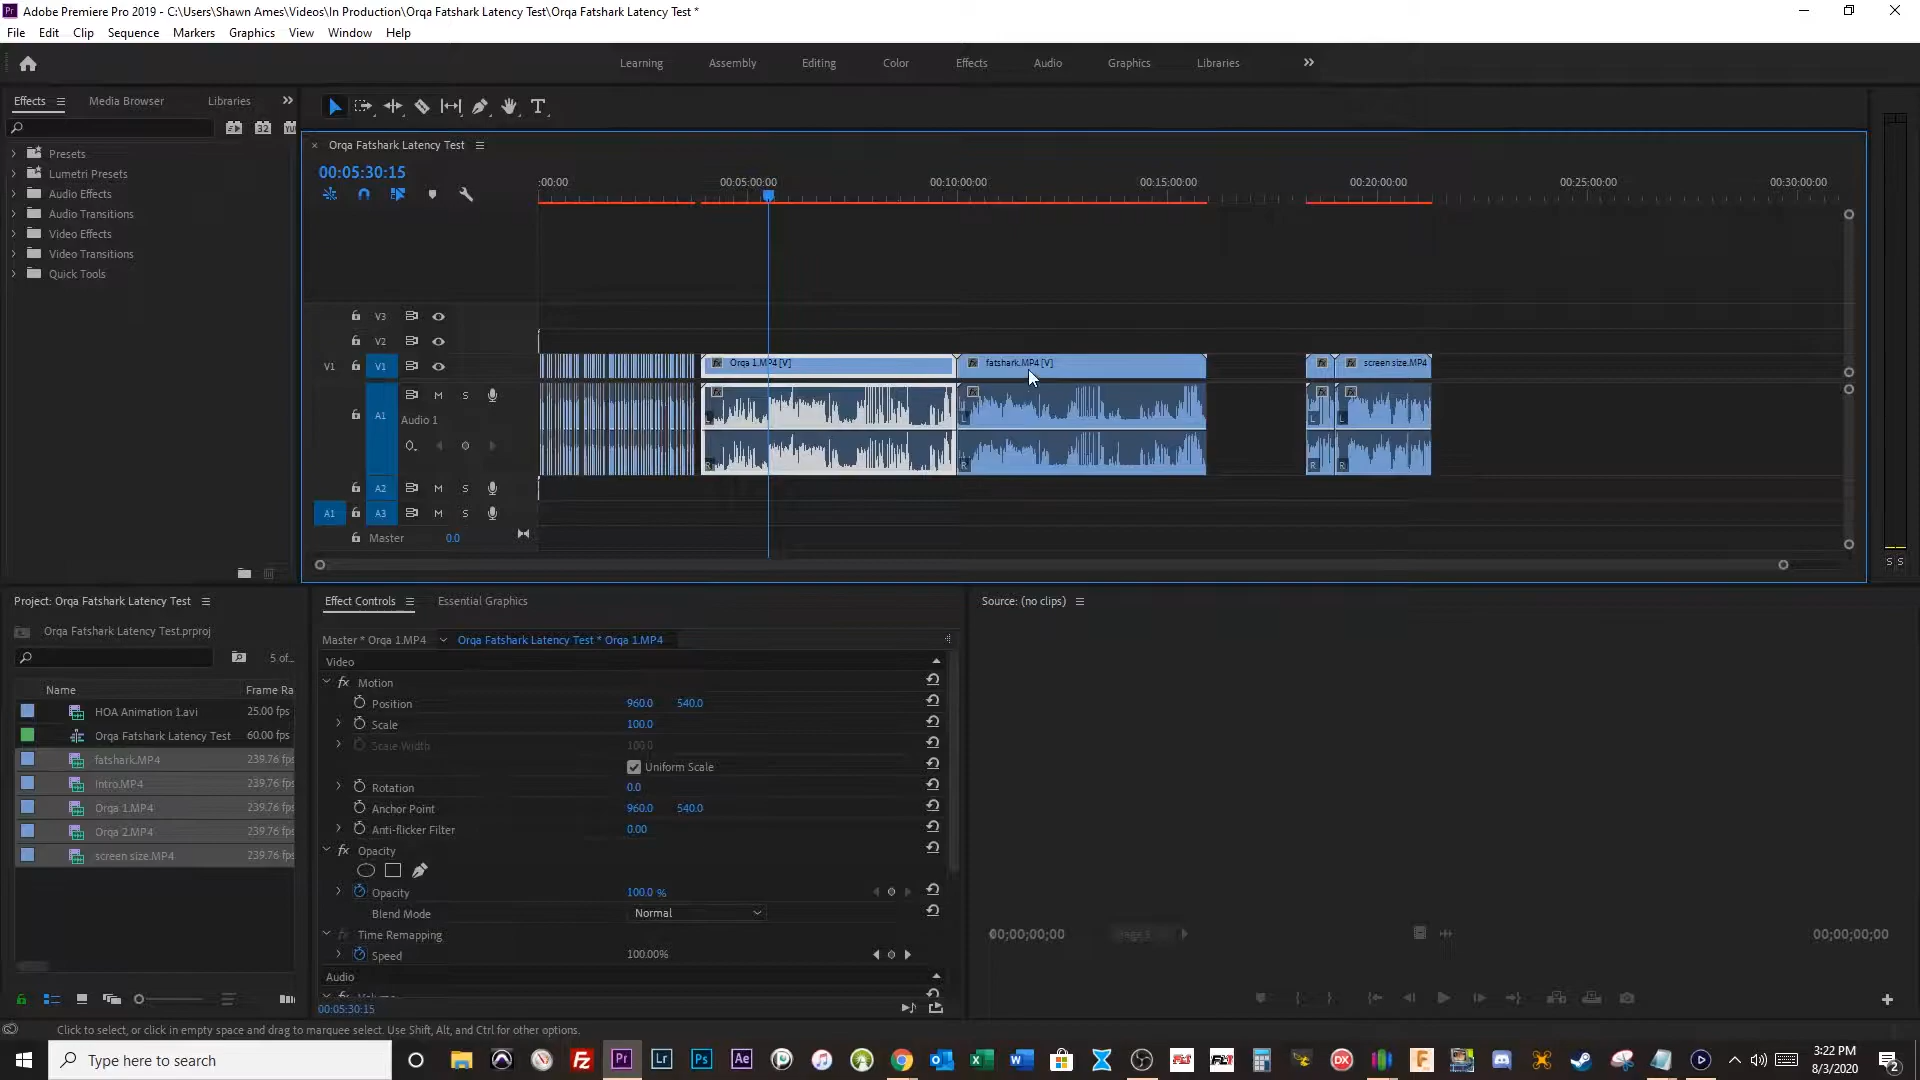 Adobe Premiere Pro 2019 - C:\Users\Shawn Ames\Videos\In Production\Orqa Fatshark Latency Test\Orqa Fatshark Latency Test *
File Edit Clip Sequence Markers Graphics View Window Help
Learning Assembly Editing Color Effects Audio Graphics Libraries
Effects Media Browser Libraries
32 YU
Presets
Lumetri Presets
Audio Effects
Audio Transitions
Video Effects
Video Transitions
Quick Tools
Orqa Fatshark Latency Test
00:05:30:15
:00:00 00:05:00:00 00:10:00:00 00:15:00:00 00:20:00:00 00:25:00:00 00:30:00:00
V3
V2
V1 V1 Orqa 1.MP4 [V] fatshark.MP4 [V] screen size.MP4
A1 M S
Audio 1
A2 M S
A1 A3 M S
Master 0.0
S S
Project: Orqa Fatshark Latency Test
Orqa Fatshark Latency Test.prproj
5 of...
Name Frame Ra
HOA Animation 1.avi 25.00 fps
Orqa Fatshark Latency Test 60.00 fps
fatshark.MP4 239.76 fps
Intro.MP4 239.76 fps
Orqa 1.MP4 239.76 fps
Orqa 2.MP4 239.76 fps
screen size.MP4 239.76 fps
Effect Controls Essential Graphics
Master * Orqa 1.MP4 Orqa Fatshark Latency Test * Orqa 1.MP4
Video
fx Motion
Position 960.0 540.0
Scale 100.0
Scale Width 100.0
Uniform Scale
Rotation 0.0
Anchor Point 960.0 540.0
Anti-flicker Filter 0.00
fx Opacity
Opacity 100.0 %
Blend Mode Normal
Time Remapping
Speed 100.00%
Audio
00:05:30:15
Source: (no clips)
00;00;00;00 00;00;00;00
Click to select, or click in empty space and drag to marquee select. Use Shift, Alt, and Ctrl for other options.
Type here to search
3:22 PM
8/3/2020